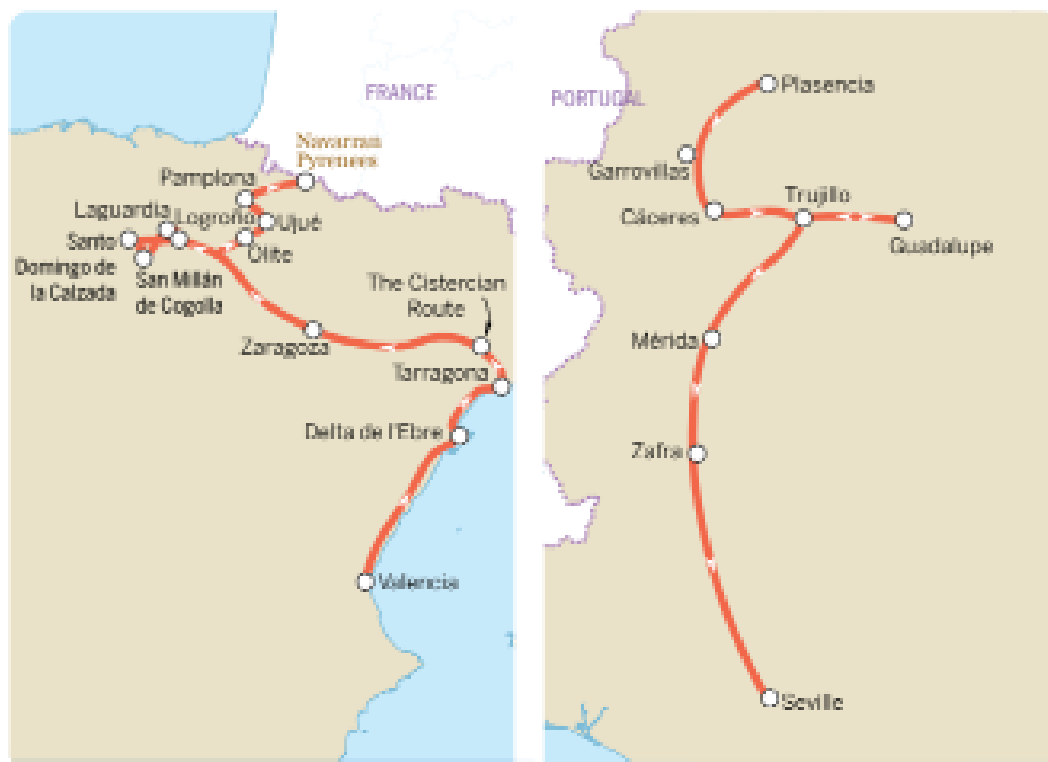 FRANCE
Navarran
Pyrenees
Pamplona
Laguardia
Logroño
Ujué
Santo
Domingo de
la Calzada
Olite
San Millán
de Cogolla
The Cistercian
Route
Zaragoza
Tarragona
Delta de l'Ebre
Valencia
PORTUGAL
Plasencia
Garrovillas
Trujillo
Cáceres
Guadalupe
Mérida
Zafra
Seville